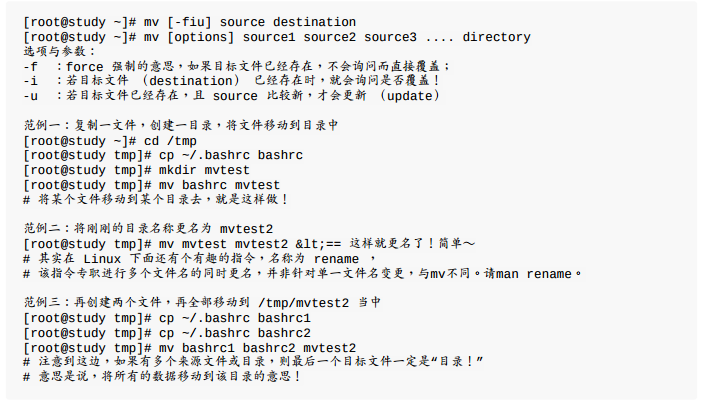 [root@study ~]# mv [-fiu] source destination
[root@study ~]# mv [options] source1 source2 source3 .... directory
选项与参数：
-f ：force 强制的意思，如果目标文件已经存在，不会询问而直接覆盖；
-i ：若目标文件 （destination） 已经存在时，就会询问是否覆盖！
-u ：若目标文件已经存在，且 source 比较新，才会更新 （update）
范例一：复制一文件，创建一目录，将文件移动到目录中
[root@study ~]# cd /tmp
[root@study tmp]# cp ~/.bashrc bashrc
[root@study tmp]# mkdir mvtest
[root@study tmp]# mv bashrc mvtest
# 将某个文件移动到某个目录去，就是这样做！
范例二：将刚刚的目录名称更名为 mvtest2
[root@study tmp]# mv mvtest mvtest2 &lt;== 这样就更名了！简单～
# 其实在 Linux 下面还有个有趣的指令，名称为 rename ，
# 该指令专职进行多个文件名的同时更名，并非针对单一文件名变更，与mv不同。请man rename。
范例三：再创建两个文件，再全部移动到 /tmp/mvtest2 当中
[root@study tmp]# cp ~/.bashrc bashrc1
[root@study tmp]# cp ~/.bashrc bashrc2
[root@study tmp]# mv bashrc1 bashrc2 mvtest2
# 注意到这边，如果有多个来源文件或目录，则最后一个目标文件一定是“目录！”
# 意思是说，将所有的数据移动到该目录的意思！